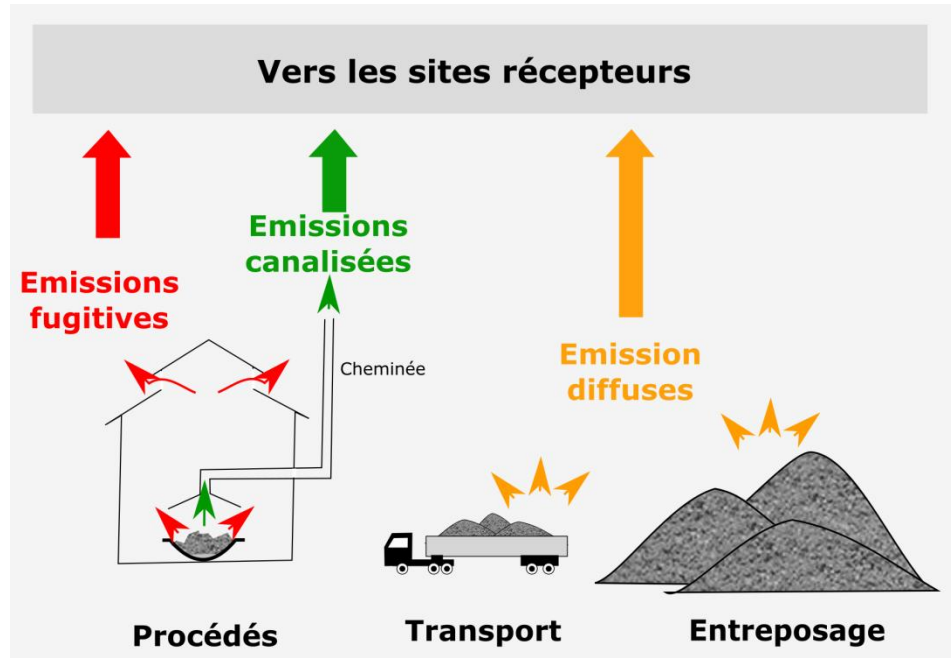 Vers les sites récepteurs
Emissions
canalisées
Emissions
fugitives
Cheminée
Emission
diffuses
Procédés
Transport
Entreposage